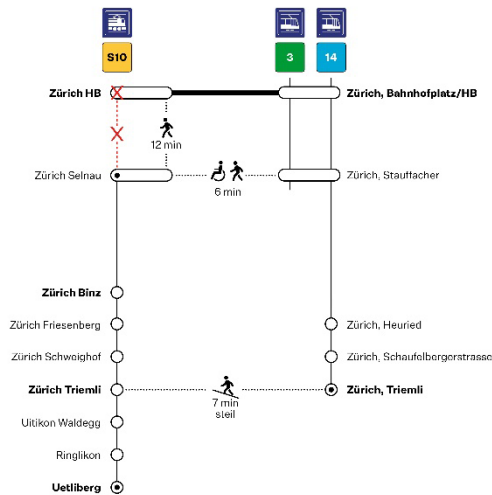 S10
3
14
Zürich HB
Zürich, Bahnhofplatz/HB
12 min
Zürich Selnau
6 min
Zürich, Stauffacher
Zürich Binz
Zürich Friesenberg
Zürich, Heuried
Zürich Schweighof
Zürich, Schaufelbergerstrasse
Zürich Triemli
Zürich, Triemli
7 min
steil
Uitikon Waldegg
Ringlikon
Uetliberg